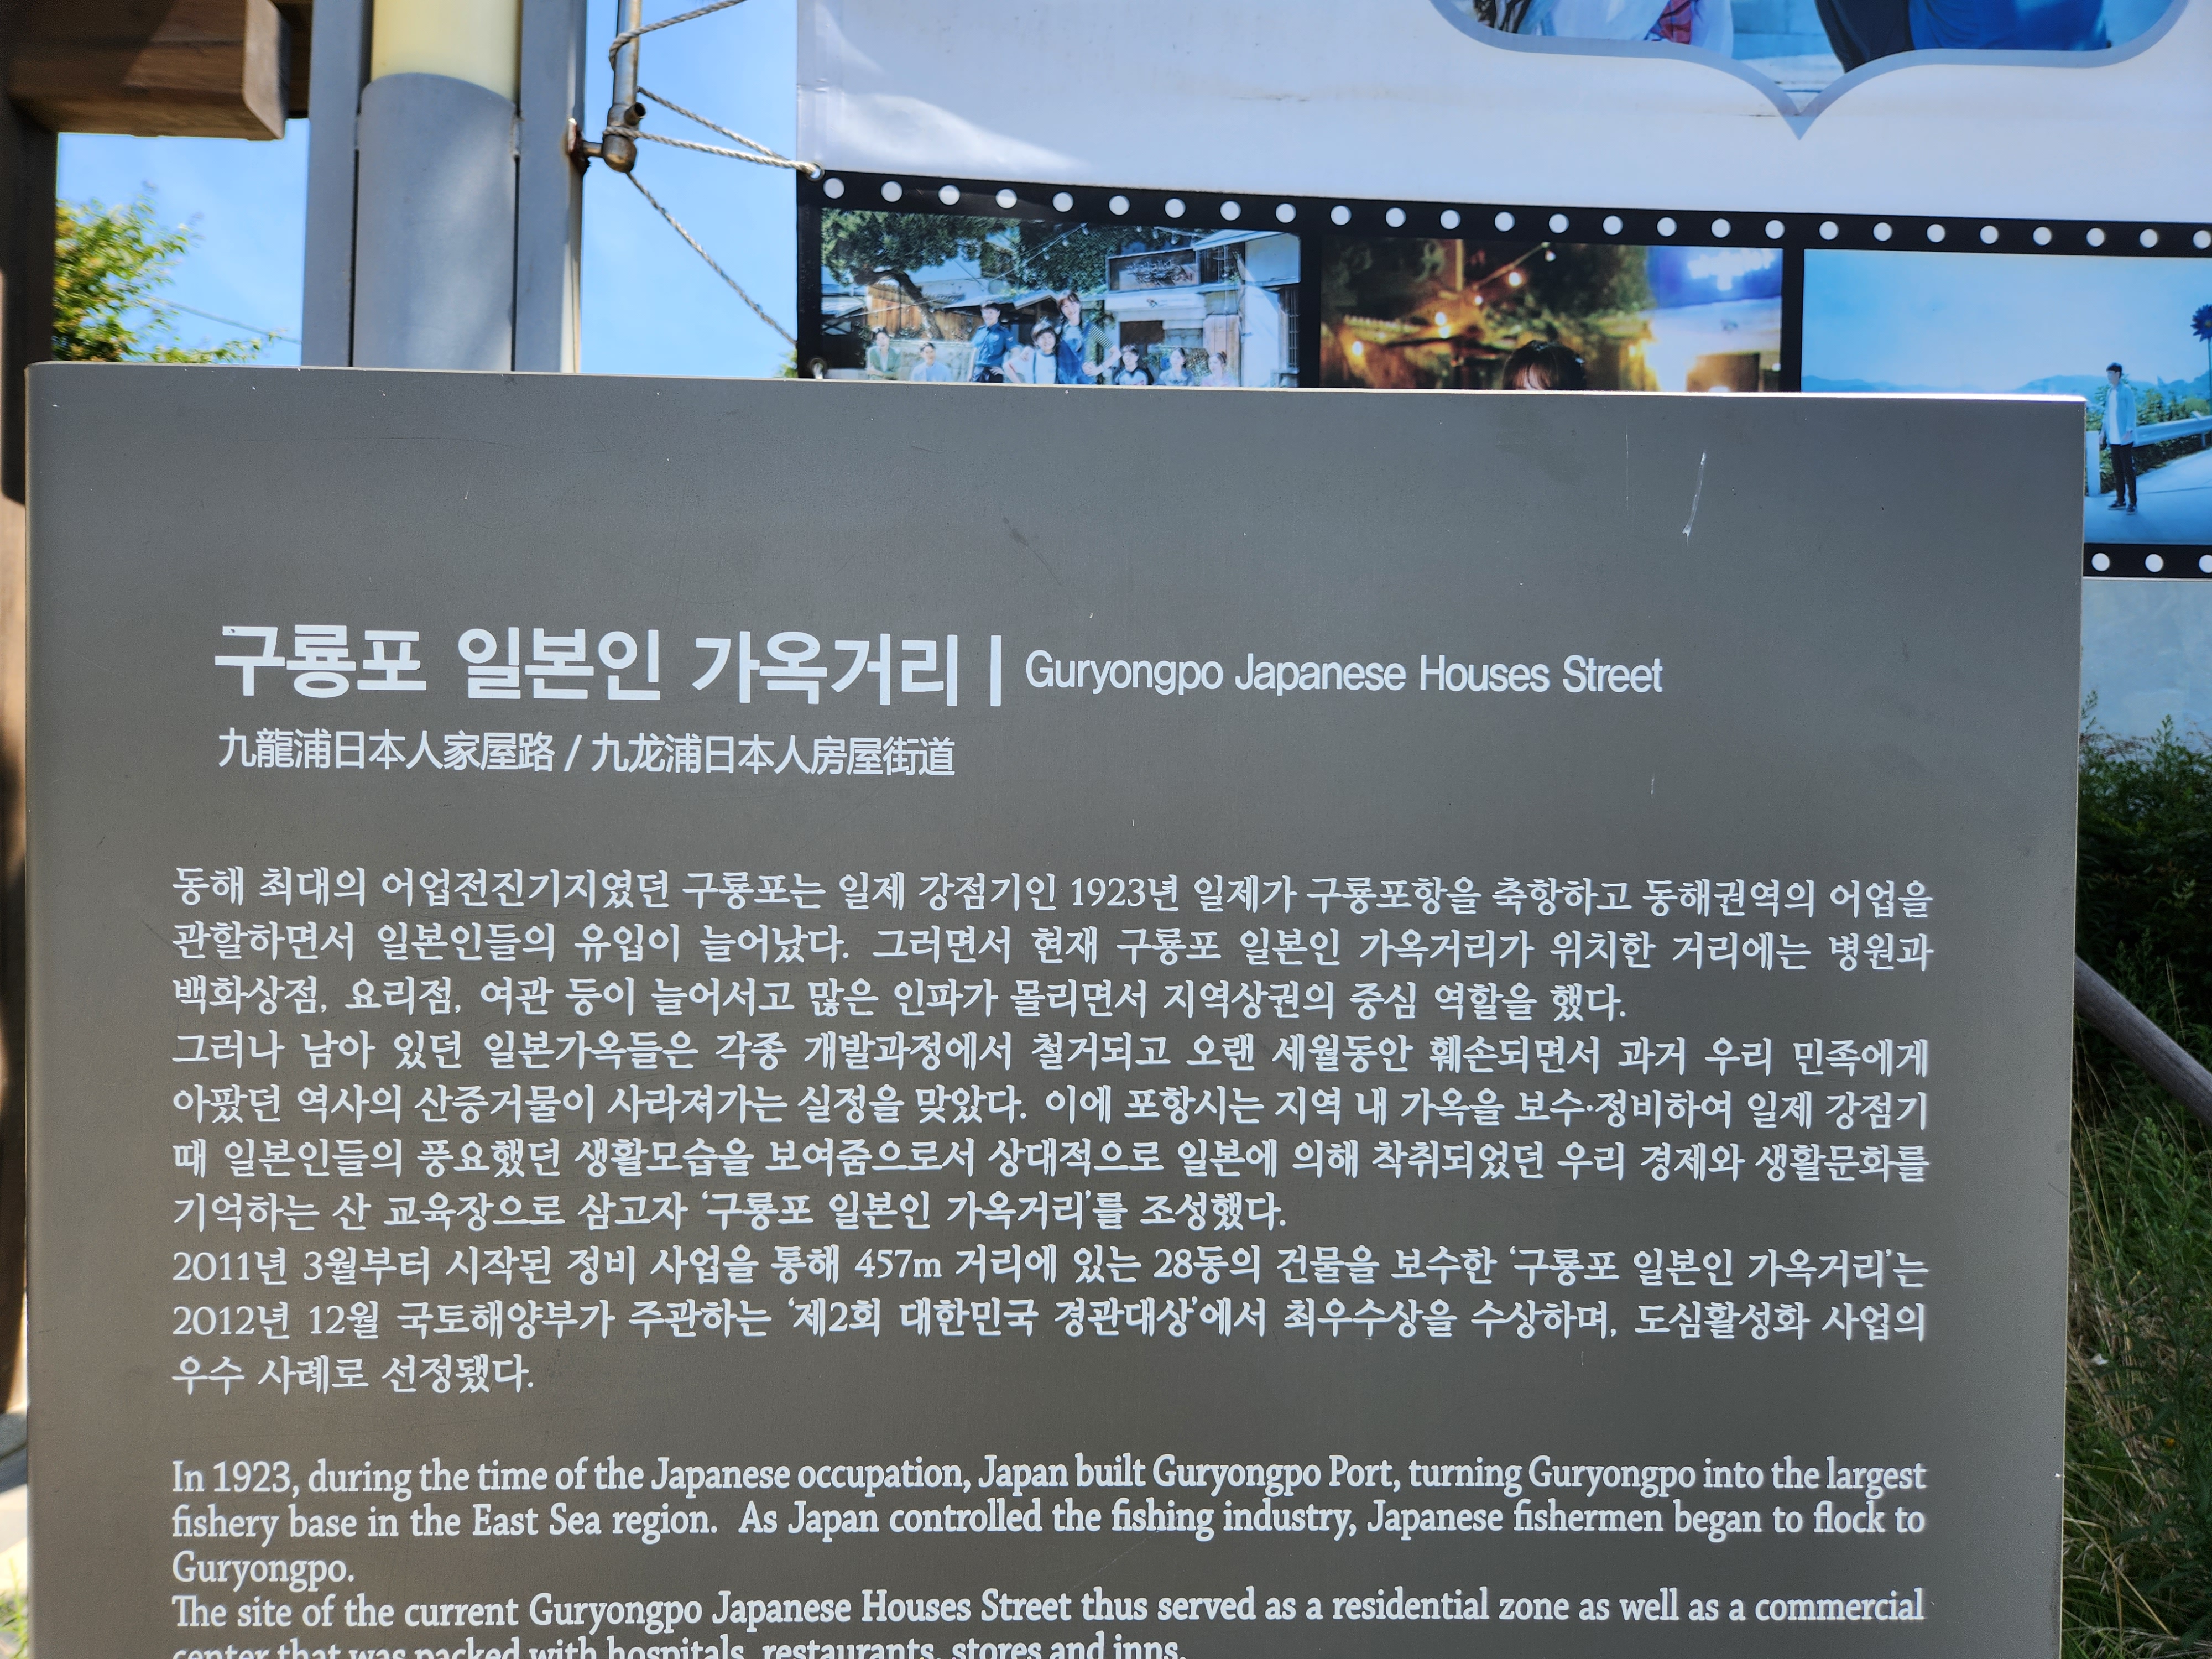 구룡포 일본인 가옥거리 | Guryongpo Japanese Houses Street
九龍浦日本人家屋路 / 九龙浦日本人房屋街道
동해 최대의 어업전진기지였던 구룡포는 일제 강점기인 1923년 일제가 구룡포항을 축항하고 동해권역의 어업을
관할하면서 일본인들의 유입이 늘어났다. 그러면서 현재 구룡포 일본인 가옥거리가 위치한 거리에는 병원과
백화상점, 요리점, 여관 등이 늘어서고 많은 인파가 몰리면서 지역상권의 중심 역할을 했다.
그러나 남아 있던 일본가옥들은 각종 개발과정에서 철거되고 오랜 세월동안 훼손되면서 과거 우리 민족에게
아팠던 역사의 산증거물이 사라져가는 실정을 맞았다. 이에 포항시는 지역 내 가옥을 보수·정비하여 일제 강점기
때 일본인들의 풍요했던 생활모습을 보여줌으로서 상대적으로 일본에 의해 착취되었던 우리 경제와 생활문화를
기억하는 산 교육장으로 삼고자 ‘구룡포 일본인 가옥거리’를 조성했다.
2011년 3월부터 시작된 정비 사업을 통해 457m 거리에 있는 28동의 건물을 보수한 ‘구룡포 일본인 가옥거리’는
2012년 12월 국토해양부가 주관하는 ‘제2회 대한민국 경관대상’에서 최우수상을 수상하며, 도심활성화 사업의
우수 사례로 선정됐다.
In 1923, during the time of the Japanese occupation, Japan built Guryongpo Port, turning Guryongpo into the largest
fishery base in the East Sea region. As Japan controlled the fishing industry, Japanese fishermen began to flock to
Guryongpo.
The site of the current Guryongpo Japanese Houses Street thus served as a residential zone as well as a commercial
center that was packed with hospitals, restaurants, stores and inns.